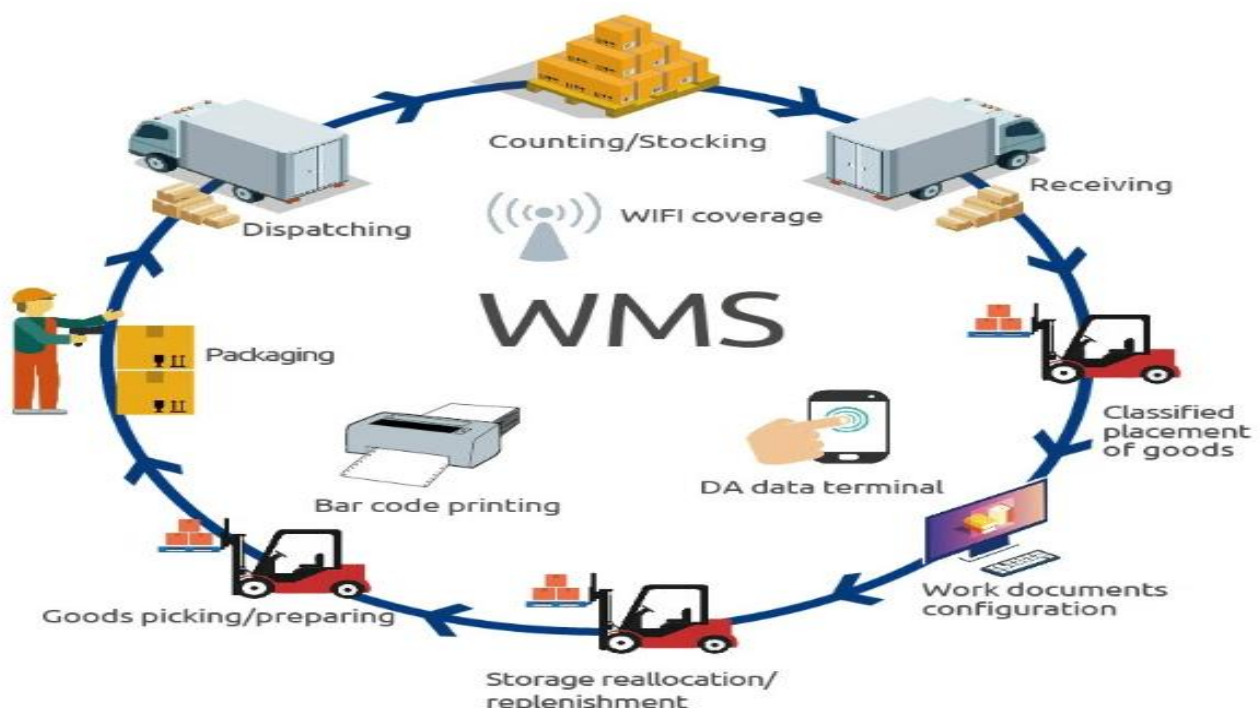 Counting/Stocking
Receiving
WIFI coverage
Dispatching
WMS
Packaging
Classified
placement
of goods
DA data terminal
Bar code printing
Work documents
configuration
Goods picking/preparing
Storage reallocation/
replenishment